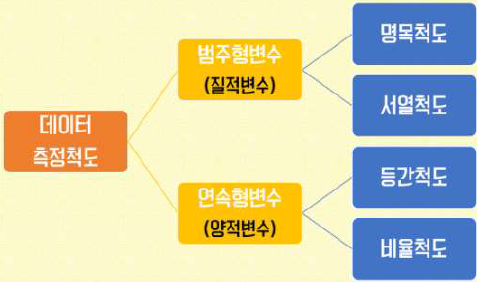 데이터
측정척도
범주형변수
(질적변수)
명목척도
서열척도
연속형변수
(양적변수)
등간척도
비율척도